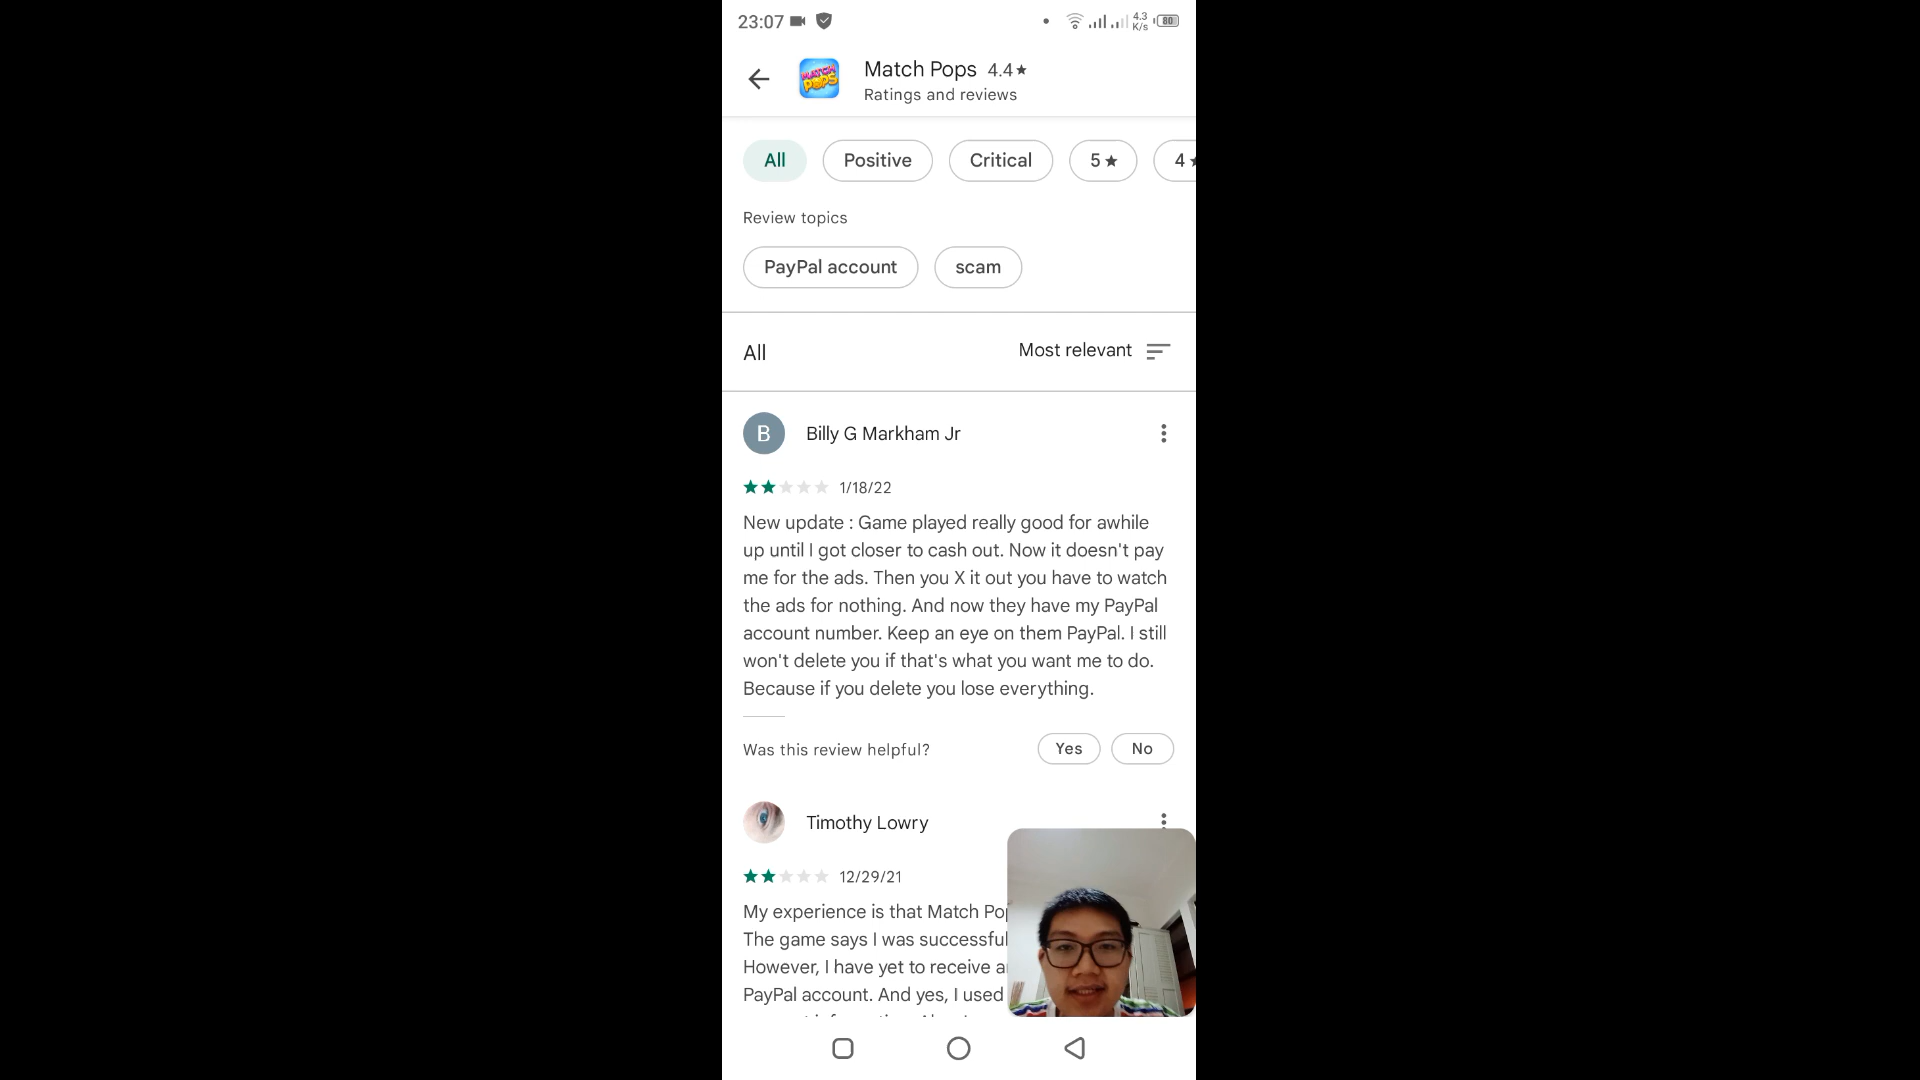 23:07
4.3
K/s
80
Match Pops 4.4★
Ratings and reviews
MATCH
POPS
All
Positive
Critical
5 ★
4
Review topics
PayPal account
scam
All
Most relevant
B
Billy G Markham Jr
1/18/22
New update : Game played really good for awhile
up until I got closer to cash out. Now it doesn't pay
me for the ads. Then you X it out you have to watch
the ads for nothing. And now they have my PayPal
account number. Keep an eye on them PayPal. I still
won't delete you if that's what you want me to do.
Because if you delete you lose everything.
Was this review helpful?
Yes
No
Timothy Lowry
12/29/21
My experience is that Match
The game says I was successful
However, I have yet to receive
PayPal account. And yes, I used